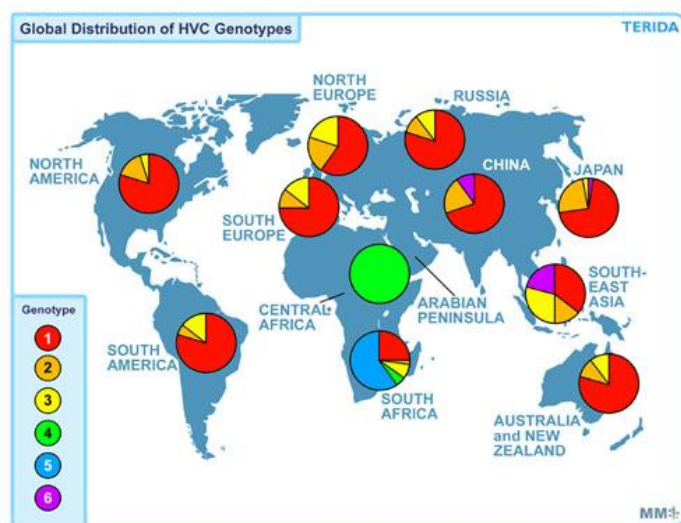 Global Distribution of HVC Genotypes
TERIDA
NORTH
EUROPE
RUSSIA
NORTH
AMERICA
CHINA
JAPAN
SOUTH
EUROPE
SOUTH-
EAST
ASIA
CENTRAL
AFRICA
ARABIAN
PENINSULA
Genotype
1
2
3
4
5
6
SOUTH
AMERICA
SOUTH
AFRICA
AUSTRALIA
and NEW
ZEALAND